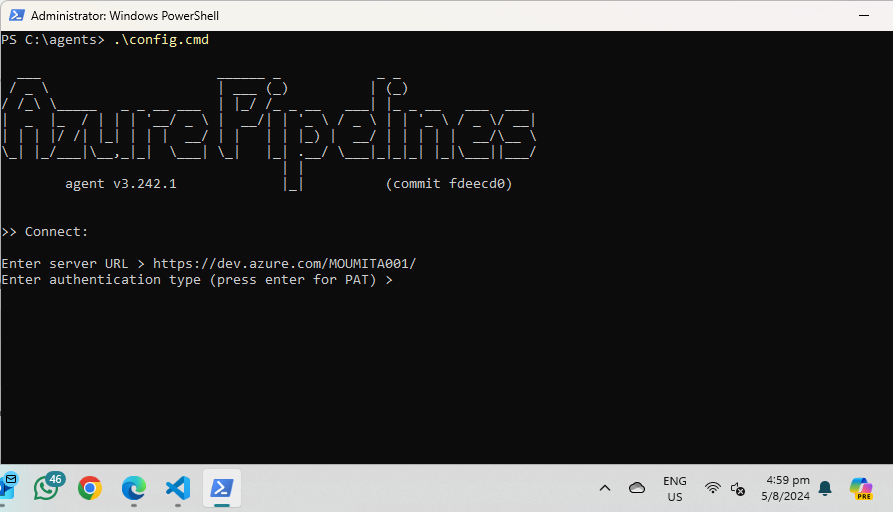 Administrator: Windows PowerShell
PS C:\agents> .\config.cmd
Azure Pipelines
agent v3.242.1 (commit fdeecd0)
>> Connect:
Enter server URL > https://dev.azure.com/MOUMITA001/
Enter authentication type (press enter for PAT) >
46
ENG
US
4:59 pm
5/8/2024
PRE